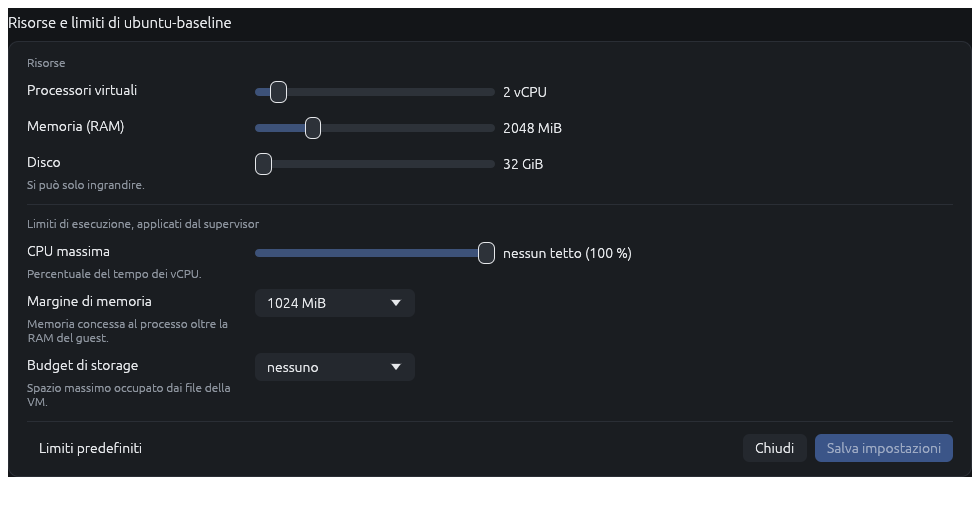 Risorse e limiti di ubuntu-baseline
Risorse
Processori virtuali
2 vCPU
Memoria (RAM)
2048 MiB
Disco
32 GiB
Si può solo ingrandire.
Limiti di esecuzione, applicati dal supervisor
CPU massima
nessun tetto (100 %)
Percentuale del tempo dei vCPU.
Margine di memoria
1024 MiB
Memoria concessa al processo oltre la
RAM del guest.
Budget di storage
nessuno
Spazio massimo occupato dai file della
VM.
Limiti predefiniti
Chiudi
Salva impostazioni